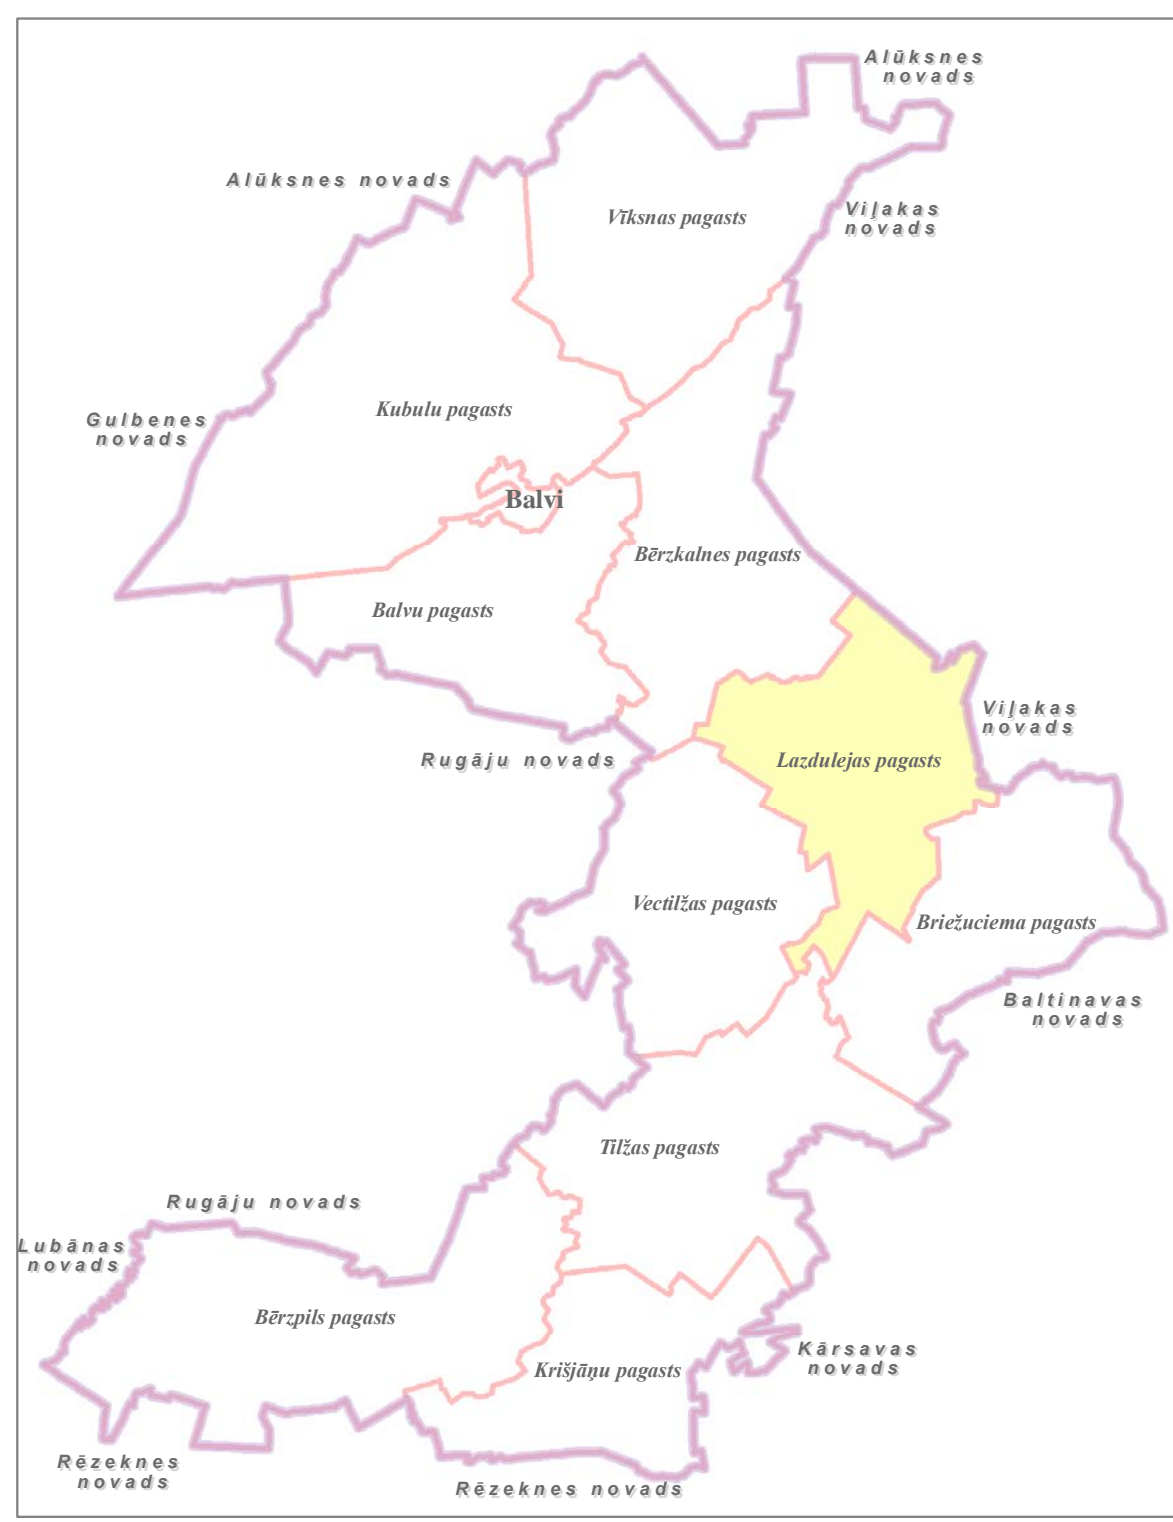 Alūksnes
novads
Alūksnes novads
Viļakas
novads
Vīksnas pagasts
Kubulu pagasts
Gulbenes
novads
Balvi
Bērzkalnes pagasts
Balvu pagasts
Viļakas
novads
Rugāju novads
Lazdulejas pagasts
Vectilžas pagasts
Briežuciema pagasts
Baltinavas
novads
Tilžas pagasts
Rugāju novads
Lubānas
novads
Bērzpils pagasts
Kārsavas
novads
Krišjāņu pagasts
Rēzeknes
novads
Rēzeknes novads